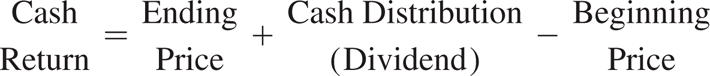 Cash Return = Ending Price + Cash Distribution (Dividend) − Beginning Price